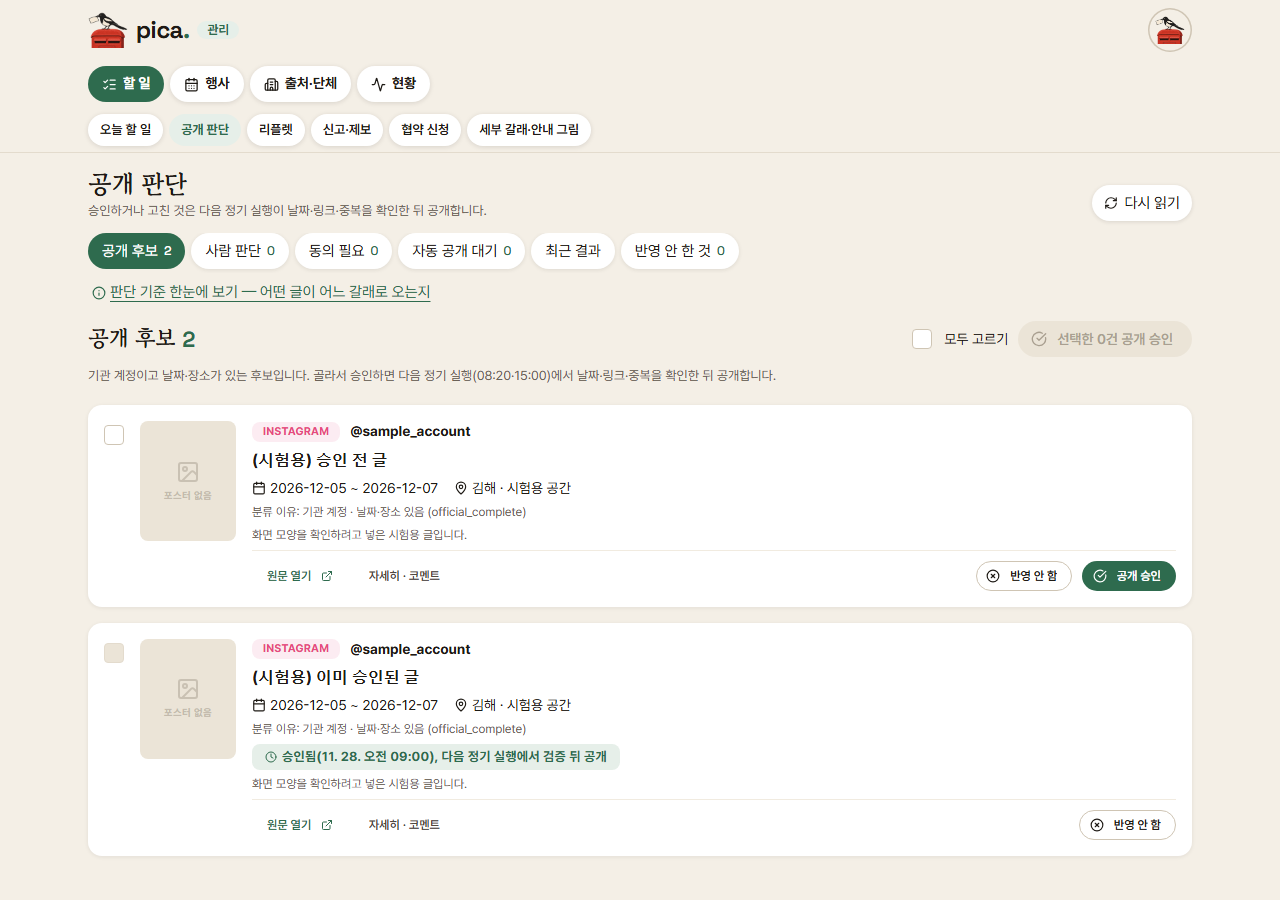 pica. 관리
할 일 행사 출처·단체 현황
오늘 할 일 공개 판단 리플렛 신고·제보 협약 신청 세부 갈래·안내 그림
공개 판단
승인하거나 고친 것은 다음 정기 실행이 날짜·링크·중복을 확인한 뒤 공개합니다.
다시 읽기
공개 후보 2 사람 판단 0 동의 필요 0 자동 공개 대기 0 최근 결과 반영 안 한 것 0
판단 기준 한눈에 보기 — 어떤 글이 어느 갈래로 오는지
공개 후보 2 모두 고르기 선택한 0건 공개 승인
기관 계정이고 날짜·장소가 있는 후보입니다. 골라서 승인하면 다음 정기 실행(08:20·15:00)에서 날짜·링크·중복을 확인한 뒤 공개합니다.
포스터 없음
INSTAGRAM @sample_account
(시험용) 승인 전 글
2026-12-05 ~ 2026-12-07 김해 · 시험용 공간
분류 이유: 기관 계정 · 날짜·장소 있음 (official_complete)
화면 모양을 확인하려고 넣은 시험용 글입니다.
원문 열기 자세히 · 코멘트 반영 안 함 공개 승인
포스터 없음
INSTAGRAM @sample_account
(시험용) 이미 승인된 글
2026-12-05 ~ 2026-12-07 김해 · 시험용 공간
분류 이유: 기관 계정 · 날짜·장소 있음 (official_complete)
승인됨(11. 28. 오전 09:00), 다음 정기 실행에서 검증 뒤 공개
화면 모양을 확인하려고 넣은 시험용 글입니다.
원문 열기 자세히 · 코멘트 반영 안 함